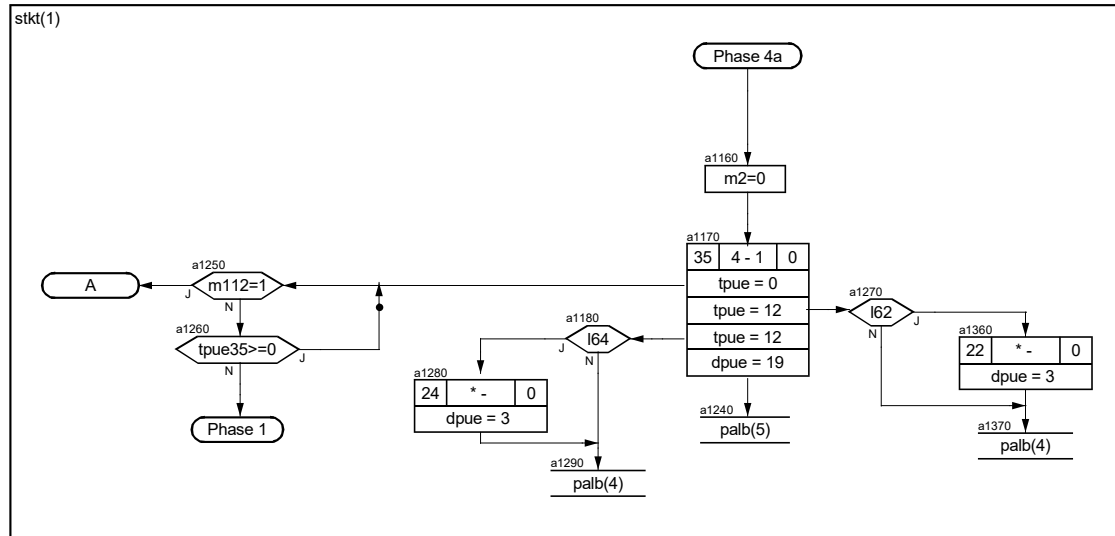 stkt(1)
Phase 4a
a1160
m2=0
a1170
35 4 - 1 0
tpue = 0
tpue = 12
tpue = 12
dpue = 19
a1250
A
m112=1
J
N
a1260
tpue35>=0
J
N
Phase 1
a1180
l64
J
N
a1280
24 * - 0
dpue = 3
a1290
palb(4)
a1240
palb(5)
a1270
l62
J
N
a1360
22 * - 0
dpue = 3
a1370
palb(4)